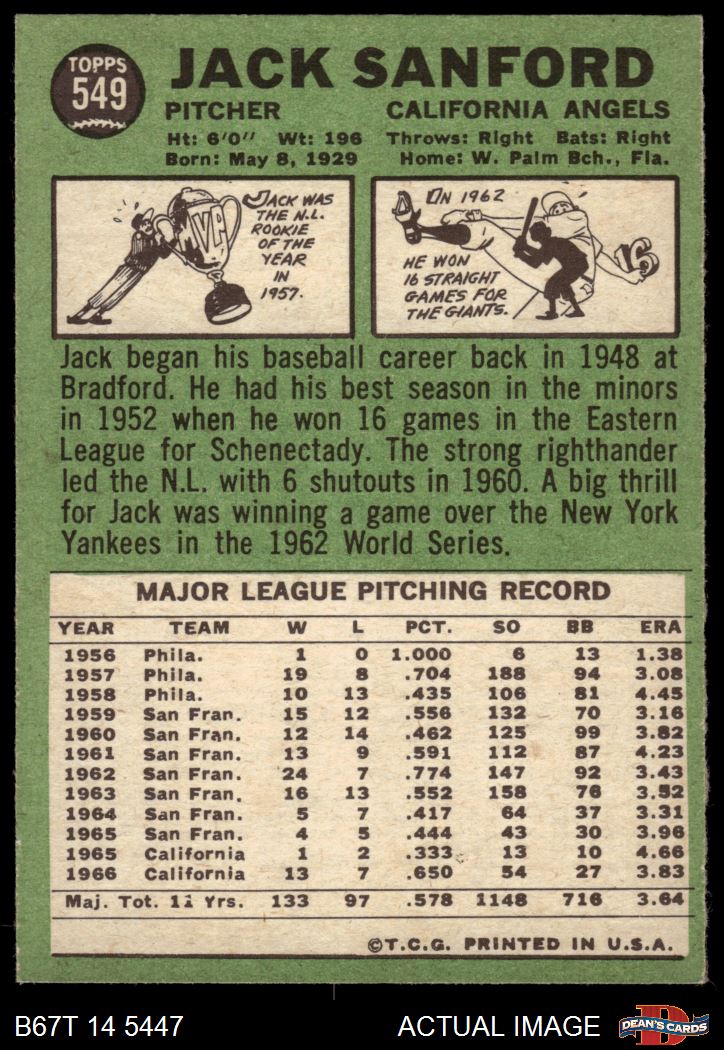 TOPPS
549
JACK SANFORD
PITCHER CALIFORNIA ANGELS
Ht: 6'0" Wt: 196 Throws: Right Bats: Right
Born: May 8, 1929 Home: W. Palm Bch., Fla.
MVP
JACK WAS
THE N.L.
ROOKIE
OF THE
YEAR
IN
1957.
IN 1962
HE WON
16 STRAIGHT
GAMES FOR
THE GIANTS.
16
Jack began his baseball career back in 1948 at
Bradford. He had his best season in the minors
in 1952 when he won 16 games in the Eastern
League for Schenectady. The strong righthander
led the N.L. with 6 shutouts in 1960. A big thrill
for Jack was winning a game over the New York
Yankees in the 1962 World Series.
MAJOR LEAGUE PITCHING RECORD
YEAR TEAM W L PCT. SO BB ERA
1956 Phila. 1 0 1.000 6 13 1.38
1957 Phila. 19 8 .704 188 94 3.08
1958 Phila. 10 13 .435 106 81 4.45
1959 San Fran. 15 12 .556 132 70 3.16
1960 San Fran. 12 14 .462 125 99 3.82
1961 San Fran. 13 9 .591 112 87 4.23
1962 San Fran. 24 7 .774 147 92 3.43
1963 San Fran. 16 13 .552 158 76 3.52
1964 San Fran. 5 7 .417 64 37 3.31
1965 San Fran. 4 5 .444 43 30 3.96
1965 California 1 2 .333 13 10 4.66
1966 California 13 7 .650 54 27 3.83
Maj. Tot. 11 Yrs. 133 97 .578 1148 716 3.64
©T.C.G. PRINTED IN U.S.A.
B67T 14 5447 ACTUAL IMAGE
D
DEAN'S CARDS